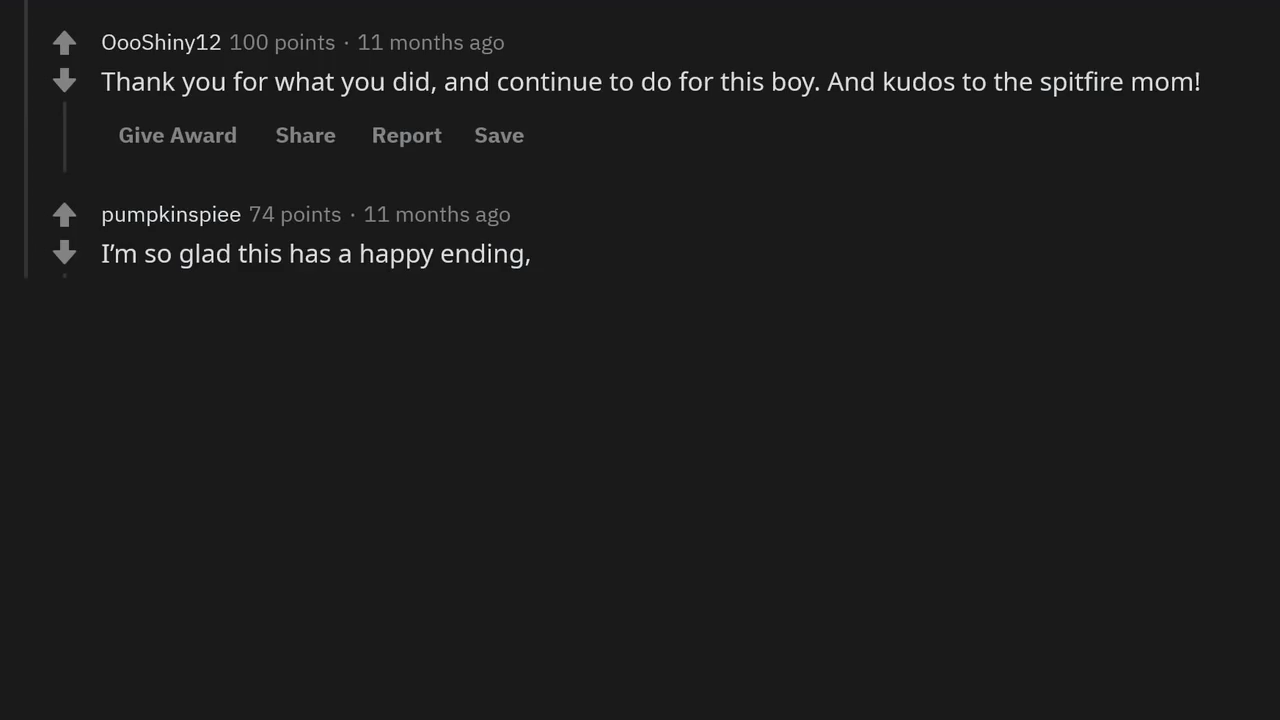 OooShiny12 100 points · 11 months ago
Thank you for what you did, and continue to do for this boy. And kudos to the spitfire mom!
Give Award Share Report Save
pumpkinspiee 74 points · 11 months ago
I’m so glad this has a happy ending,